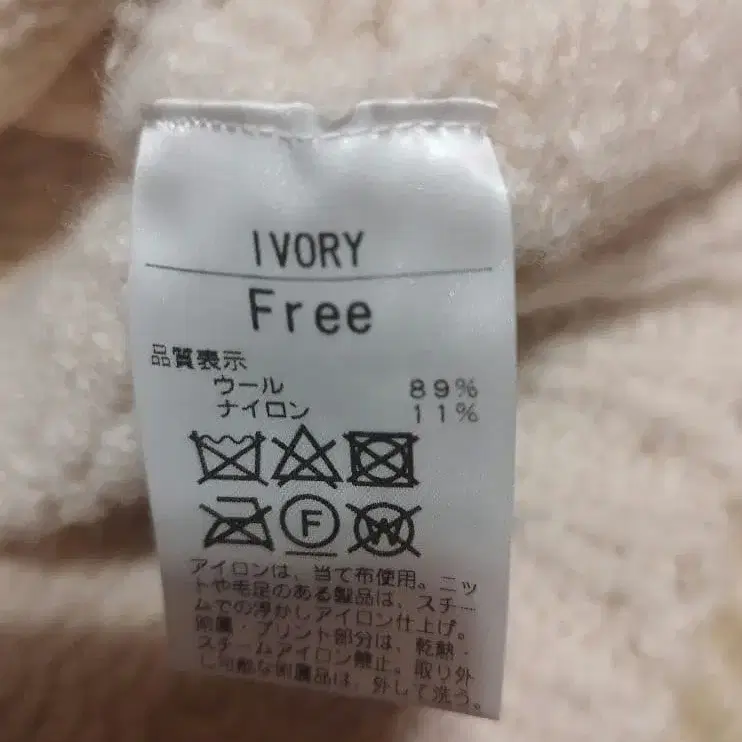 IVORY
Free
品質表示
ウール 89%
ナイロン 11%
F
W
アイロンは、当て布使用。ニッ
トや毛足のある製品は、スチー
ムでの浮かしアイロン仕上げ。
附属・プリント部分は、乾熱・
スチームアイロン禁止。取り外
し可能な附属品は、外して洗う。